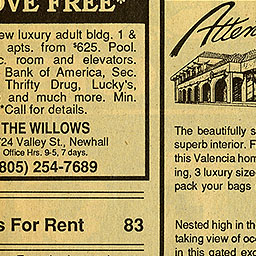 OVE FREE*
ew luxury adult bldg. 1 &
apts. from *625. Pool.
c. room and elevators.
Bank of America, Sec.
Thrifty Drug, Lucky's,
and much more. Min.
*Call for details.
THE WILLOWS
24 Valley St., Newhall
Office Hrs. 9-5, 7 days.
805) 254-7689
s For Rent 83
Atten
The beautifully s
superb interior. F
this Valencia hom
ing, 3 luxury size
pack your bags
Nested high in th
taking view of oc
in this gated exc